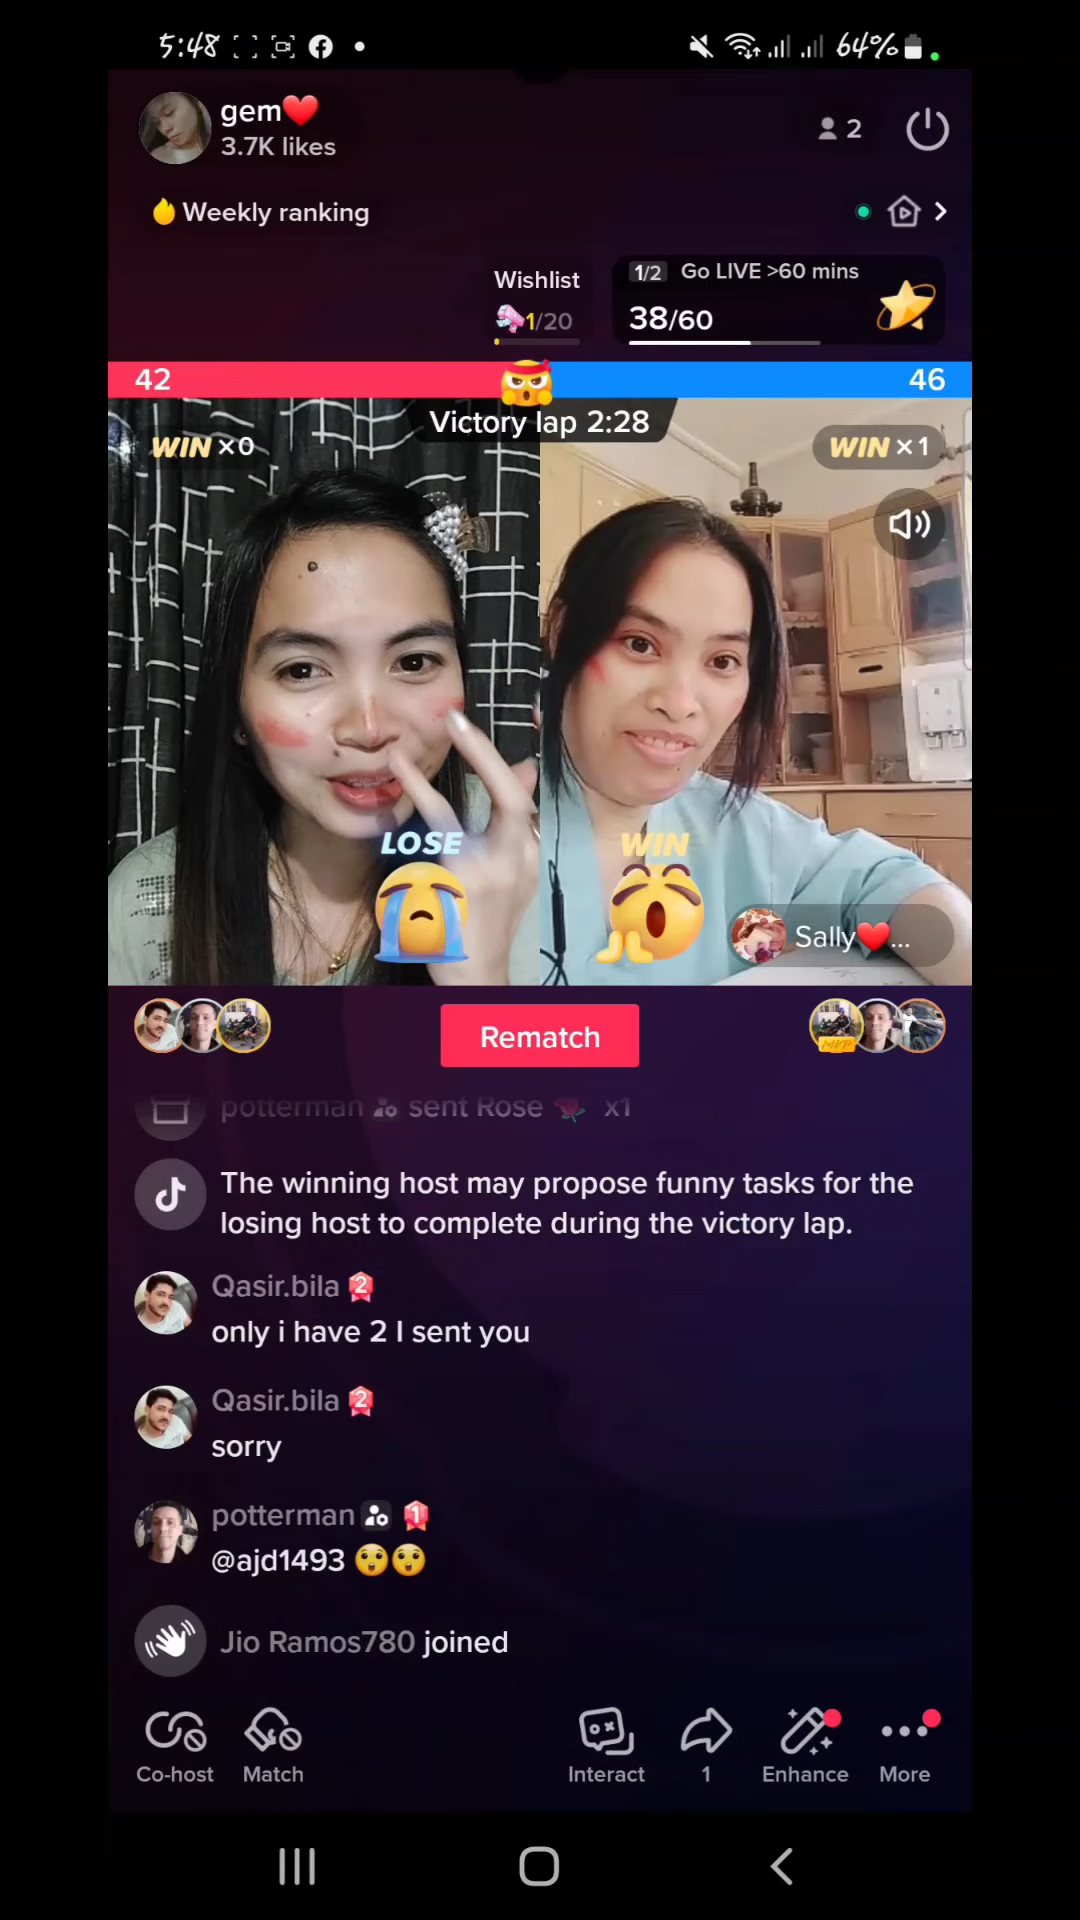 5:48
64%
gem❤️
3.7K likes
2
Weekly ranking
Wishlist
1/20
1/2 Go LIVE >60 mins
38/60
42
46
Victory lap 2:28
WIN ×0
WIN ×1
LOSE
WIN
Sally❤️...
MVP
Rematch
potterman sent Rose 🌹 x1
The winning host may propose funny tasks for the
losing host to complete during the victory lap.
Qasir.bila 2
only i have 2 I sent you
Qasir.bila 2
sorry
potterman 1
@ajd1493 😲😲
Jio Ramos780 joined
Co-host
Match
Interact
1
Enhance
More